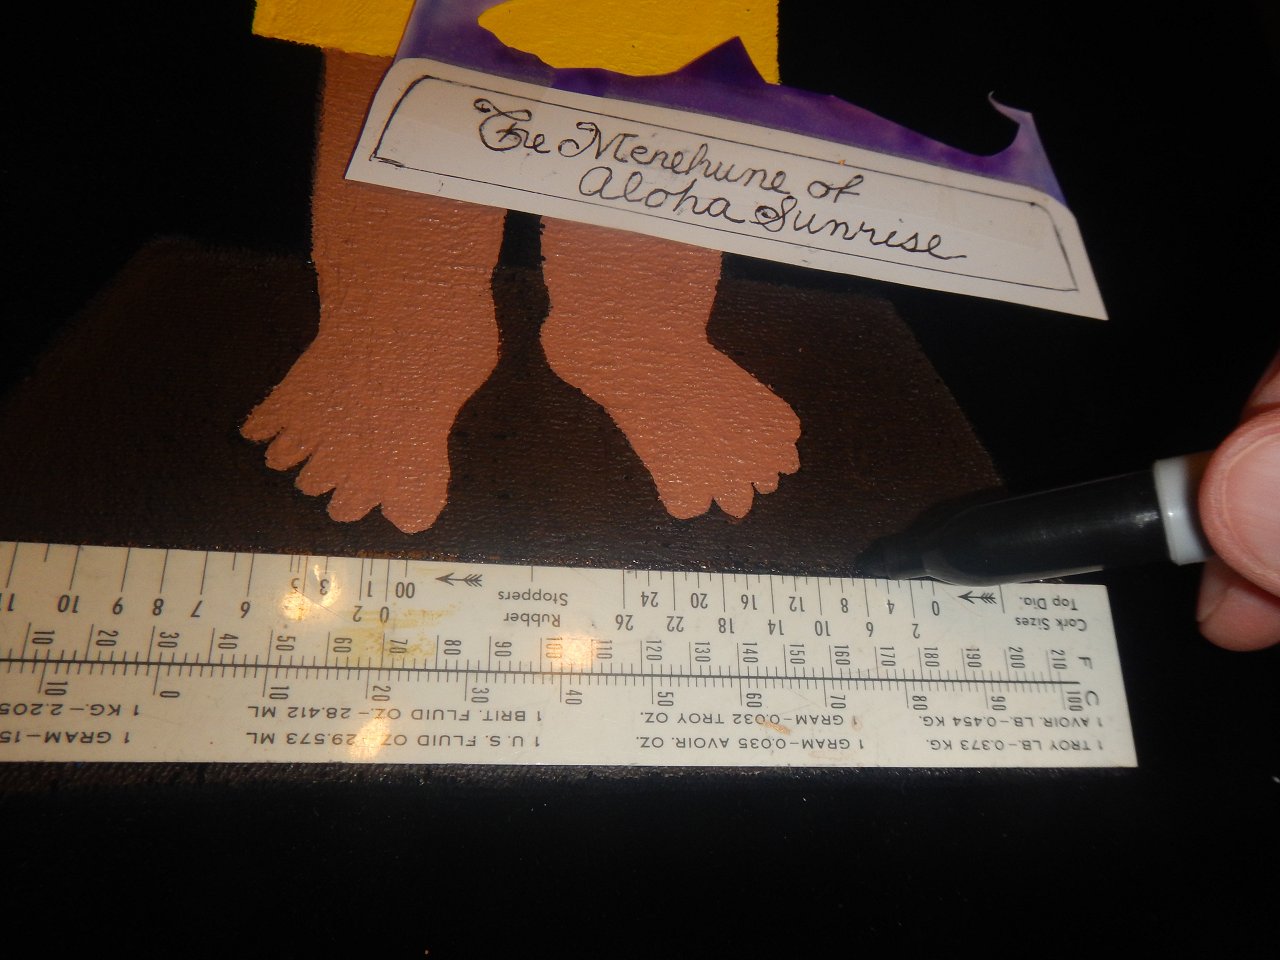 The Menehune of
Aloha Sunrise
Cork Sizes
Top Dia.
0 2 4 6 8 10 12 14 16 18 20 22 24 26
Rubber
Stoppers
00 0 1 2 3 5 6 7 8 9 10 11
F 210 200 190 180 170 160 150 140 130 120 110 100 90 80 70 60 50 40 30 20 10
C 100 90 80 70 60 50 40 30 20 10 0 10
1 AVOIR. LB.-0.454 KG. 1 GRAM-0.032 TROY OZ. 1 BRIT. FLUID OZ-28.412 ML 1 KG.-2.205
1 TROY LB.-0.373 KG. 1 GRAM-0.035 AVOIR. OZ. 1 U.S. FLUID OZ-29.573 ML 1 GRAM-15